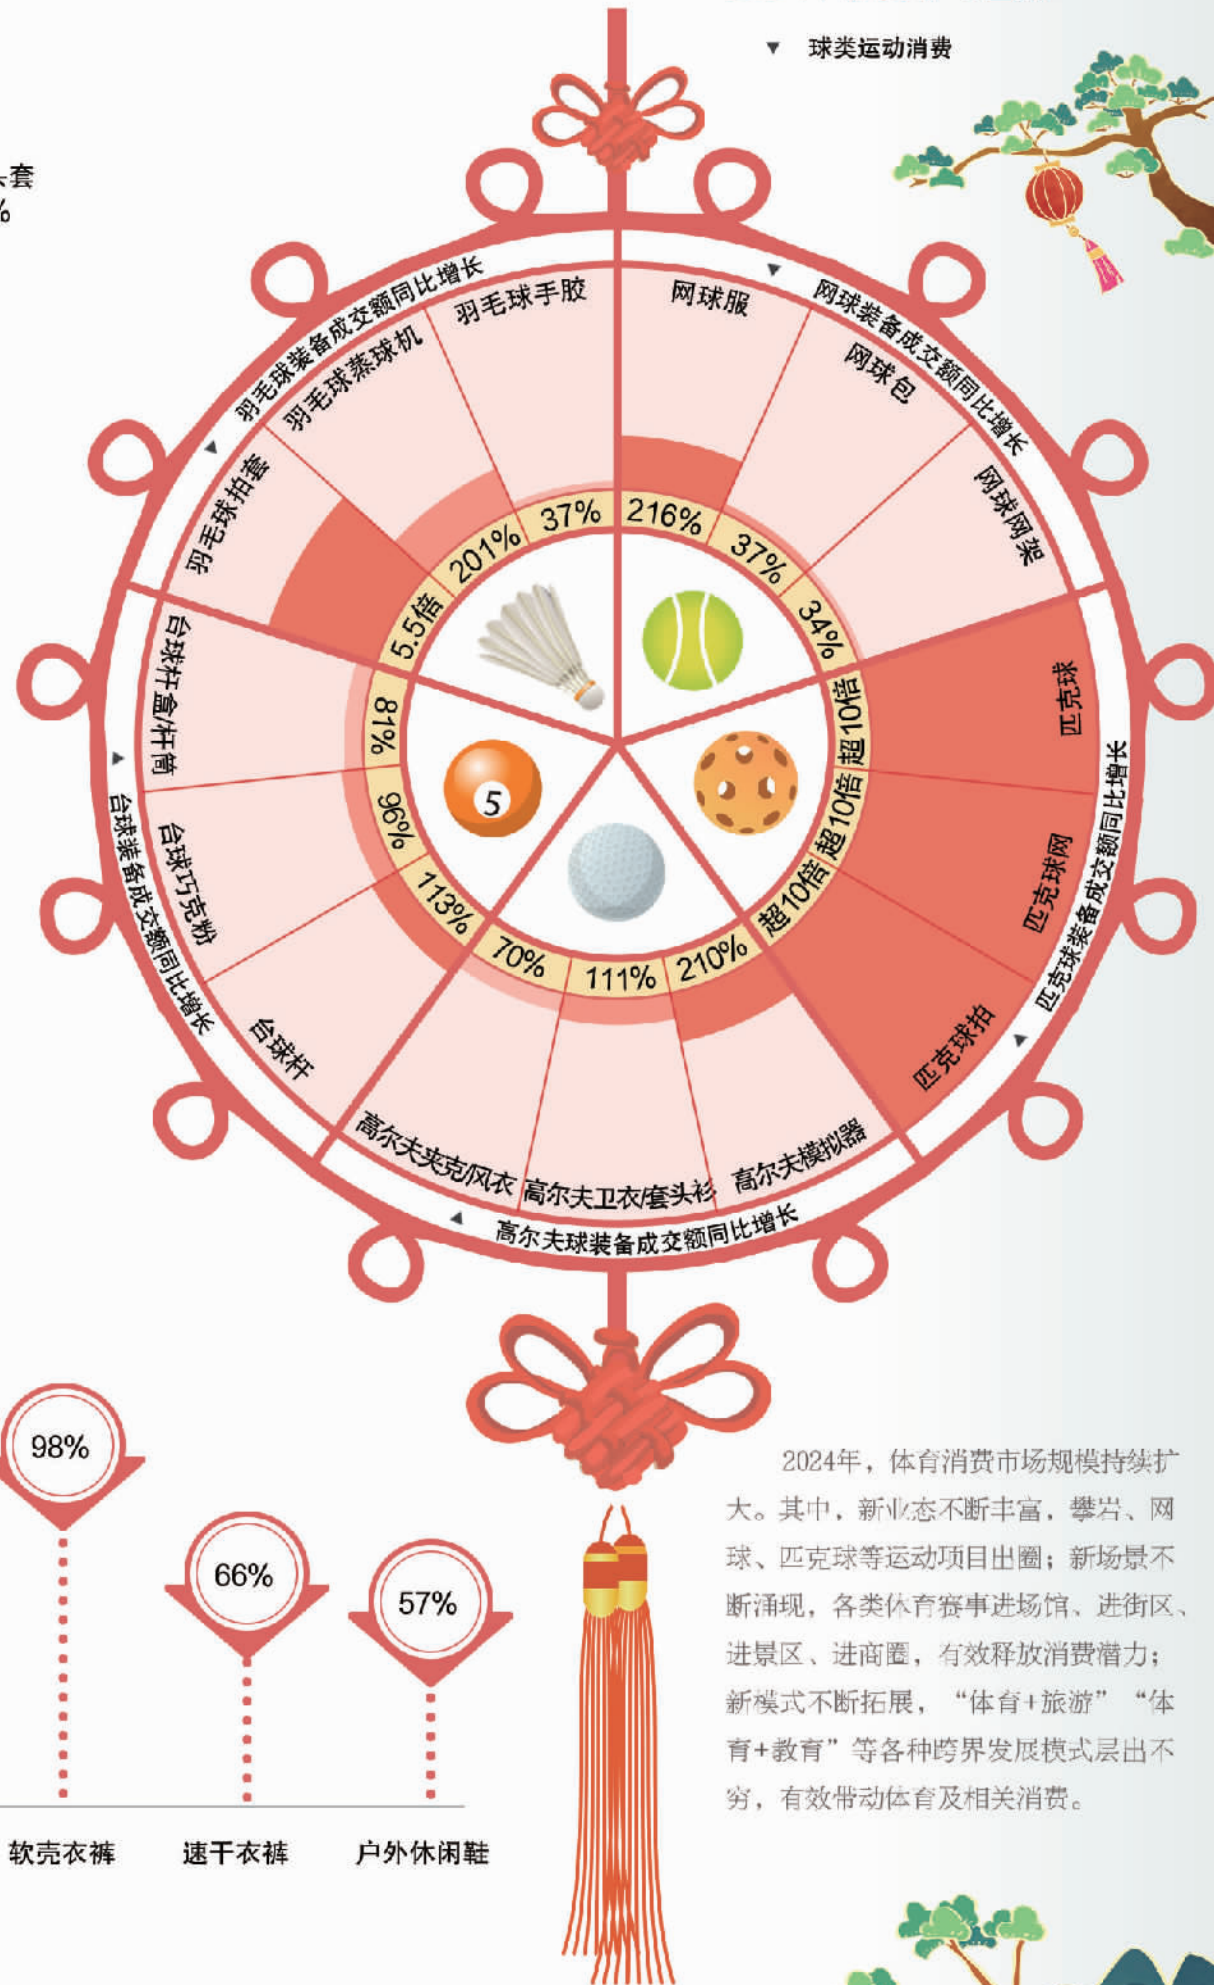 球类运动消费
套
%
网球装备成交额同比增长
网球服
216%
网球包
37%
网球网架
34%
匹克球装备成交额同比增长
匹克球
超10倍
匹克球网
超10倍
匹克球拍
超10倍
高尔夫球装备成交额同比增长
高尔夫模拟器
210%
高尔夫卫衣/套头衫
111%
高尔夫夹克/风衣
70%
台球装备成交额同比增长
台球杆
113%
台球巧克粉
96%
台球杆盒/杆筒
81%
羽毛球装备成交额同比增长
羽毛球拍套
5.5倍
羽毛球蒸球机
201%
羽毛球手胶
37%
5
98%
66%
57%
软壳衣裤
速干衣裤
户外休闲鞋
2024年，体育消费市场规模持续扩
大。其中，新业态不断丰富，攀岩、网
球、匹克球等运动项目出圈；新场景不
断涌现，各类体育赛事进场馆、进街区、
进景区、进商圈，有效释放消费潜力；
新模式不断拓展，“体育+旅游”“体
育+教育”等各种跨界发展模式层出不
穷，有效带动体育及相关消费。